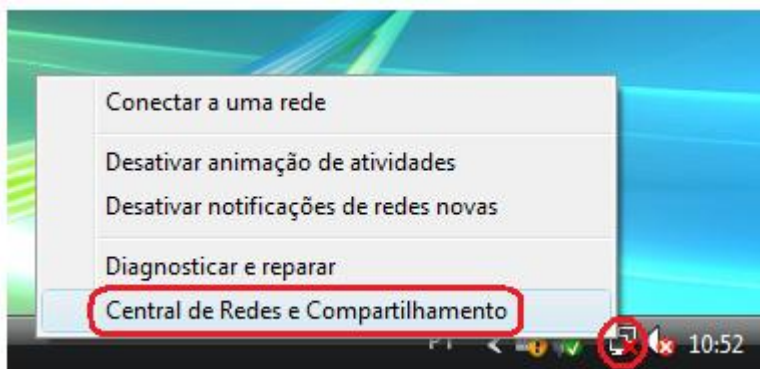 Conectar a uma rede
Desativar animação de atividades
Desativar notificações de redes novas
Diagnosticar e reparar
Central de Redes e Compartilhamento
PT
10:52